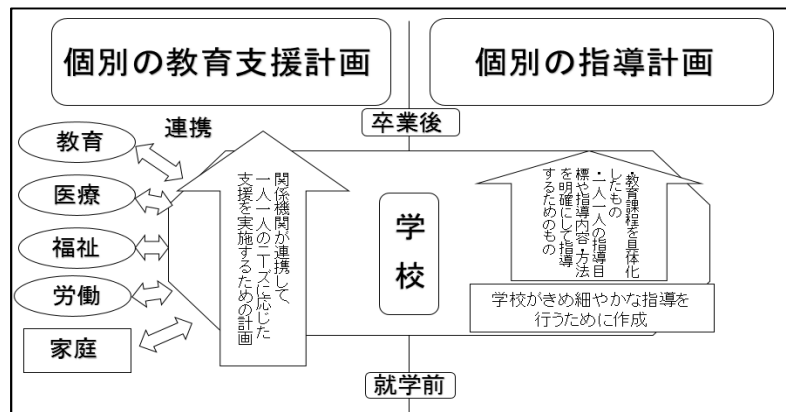 個別の教育支援計画
個別の指導計画
卒業後
連携
教育
医療
福祉
労働
家庭
関係機関が連携して、
一人一人のニーズに応じた
支援を実施するための計画
学校
・教育課程を具体化
したもの
・一人一人の指導目
標や指導内容・方法
を明確にして指導
するためのもの
学校がきめ細やかな指導を
行うために作成
就学前